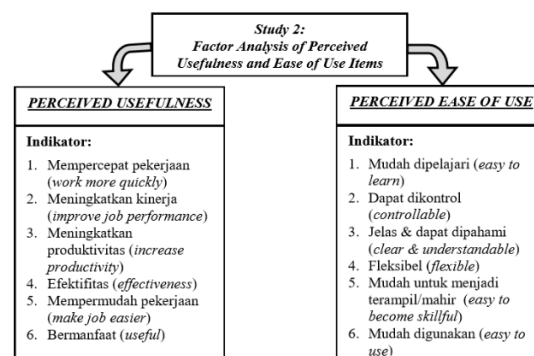 Study 2:
Factor Analysis of Perceived
Usefulness and Ease of Use Items
PERCEIVED USEFULNESS
Indikator:
1. Mempercepat pekerjaan
(work more quickly)
2. Meningkatkan kinerja
(improve job performance)
3. Meningkatkan
produktivitas (increase
productivity)
4. Efektifitas (effectiveness)
5. Mempermudah pekerjaan
(make job easier)
6. Bermanfaat (useful)
PERCEIVED EASE OF USE
Indikator:
1. Mudah dipelajari (easy to
learn)
2. Dapat dikontrol
(controllable)
3. Jelas & dapat dipahami
(clear & understandable)
4. Fleksibel (flexible)
5. Mudah untuk menjadi
terampil/mahir (easy to
become skillful)
6. Mudah digunakan (easy to
use)